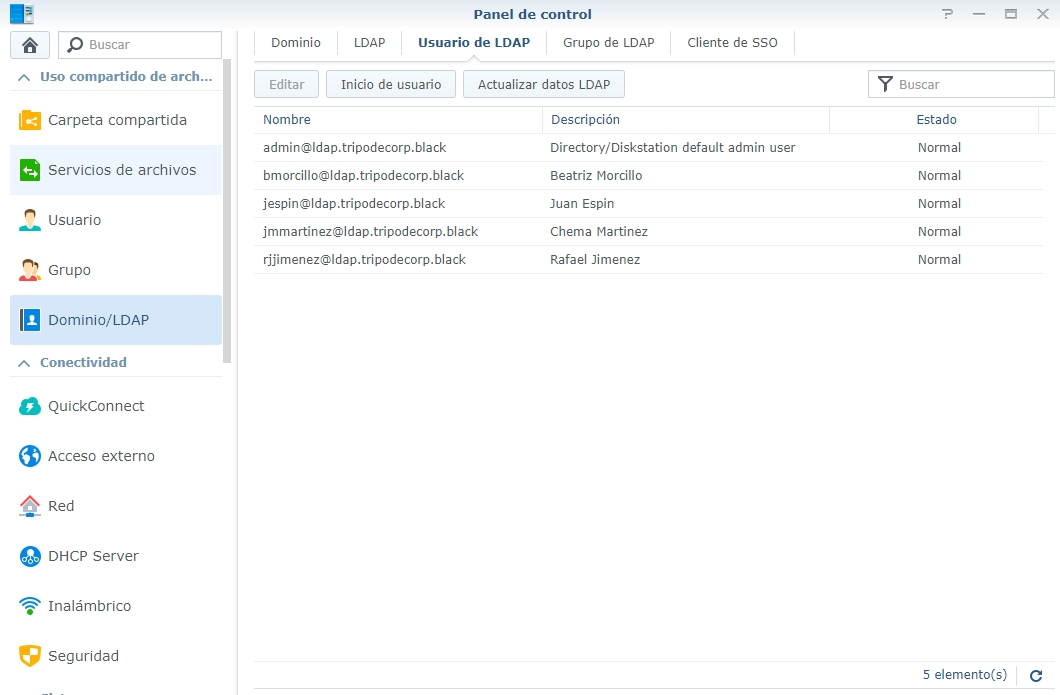 Panel de control
Buscar
Uso compartido de arch...
Carpeta compartida
Servicios de archivos
Usuario
Grupo
Dominio/LDAP
Conectividad
QuickConnect
Acceso externo
Red
DHCP Server
Inalámbrico
Seguridad
Dominio LDAP Usuario de LDAP Grupo de LDAP Cliente de SSO
Editar Inicio de usuario Actualizar datos LDAP Buscar
Nombre Descripción Estado
admin@ldap.tripodecorp.black Directory/Diskstation default admin user Normal
bmorcillo@ldap.tripodecorp.black Beatriz Morcillo Normal
jespin@ldap.tripodecorp.black Juan Espin Normal
jmmartinez@ldap.tripodecorp.black Chema Martinez Normal
rjjimenez@ldap.tripodecorp.black Rafael Jimenez Normal
5 elemento(s)